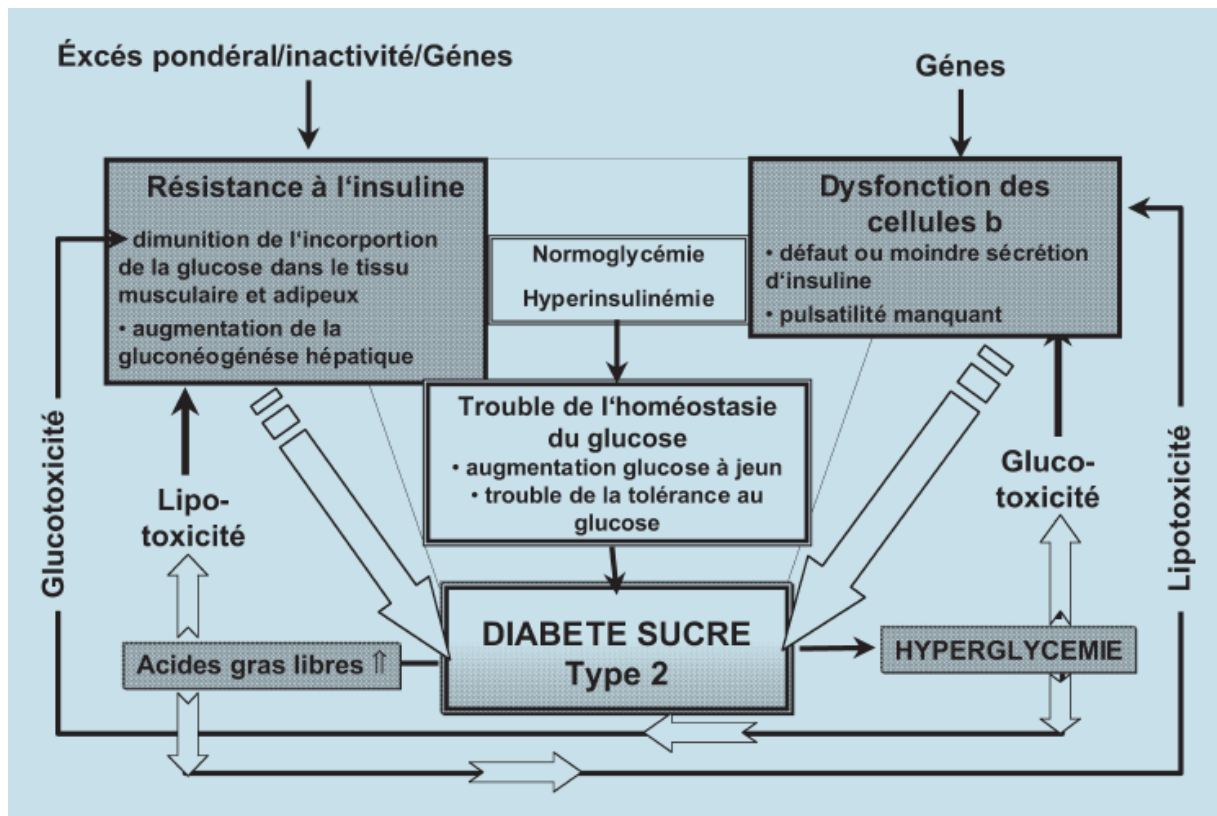 Éxcés pondéral/inactivité/Génes
Génes
Résistance à l'insuline
• dimunition de l'incorportion
de la glucose dans le tissu
musculaire et adipeux
• augmentation de la
gluconéogénése hépatique
Normoglycémie
Hyperinsulinémie
Dysfonction des
cellules b
• défaut ou moindre sécrétion
d'insuline
• pulsatilité manquant
Trouble de l'homéostasie
du glucose
• augmentation glucose à jeun
• trouble de la tolérance au
glucose
Glucotoxicité
Lipo-
toxicité
Gluco-
toxicité
Lipotoxicité
Acides gras libres ⇑
DIABETE SUCRE
Type 2
HYPERGLYCEMIE